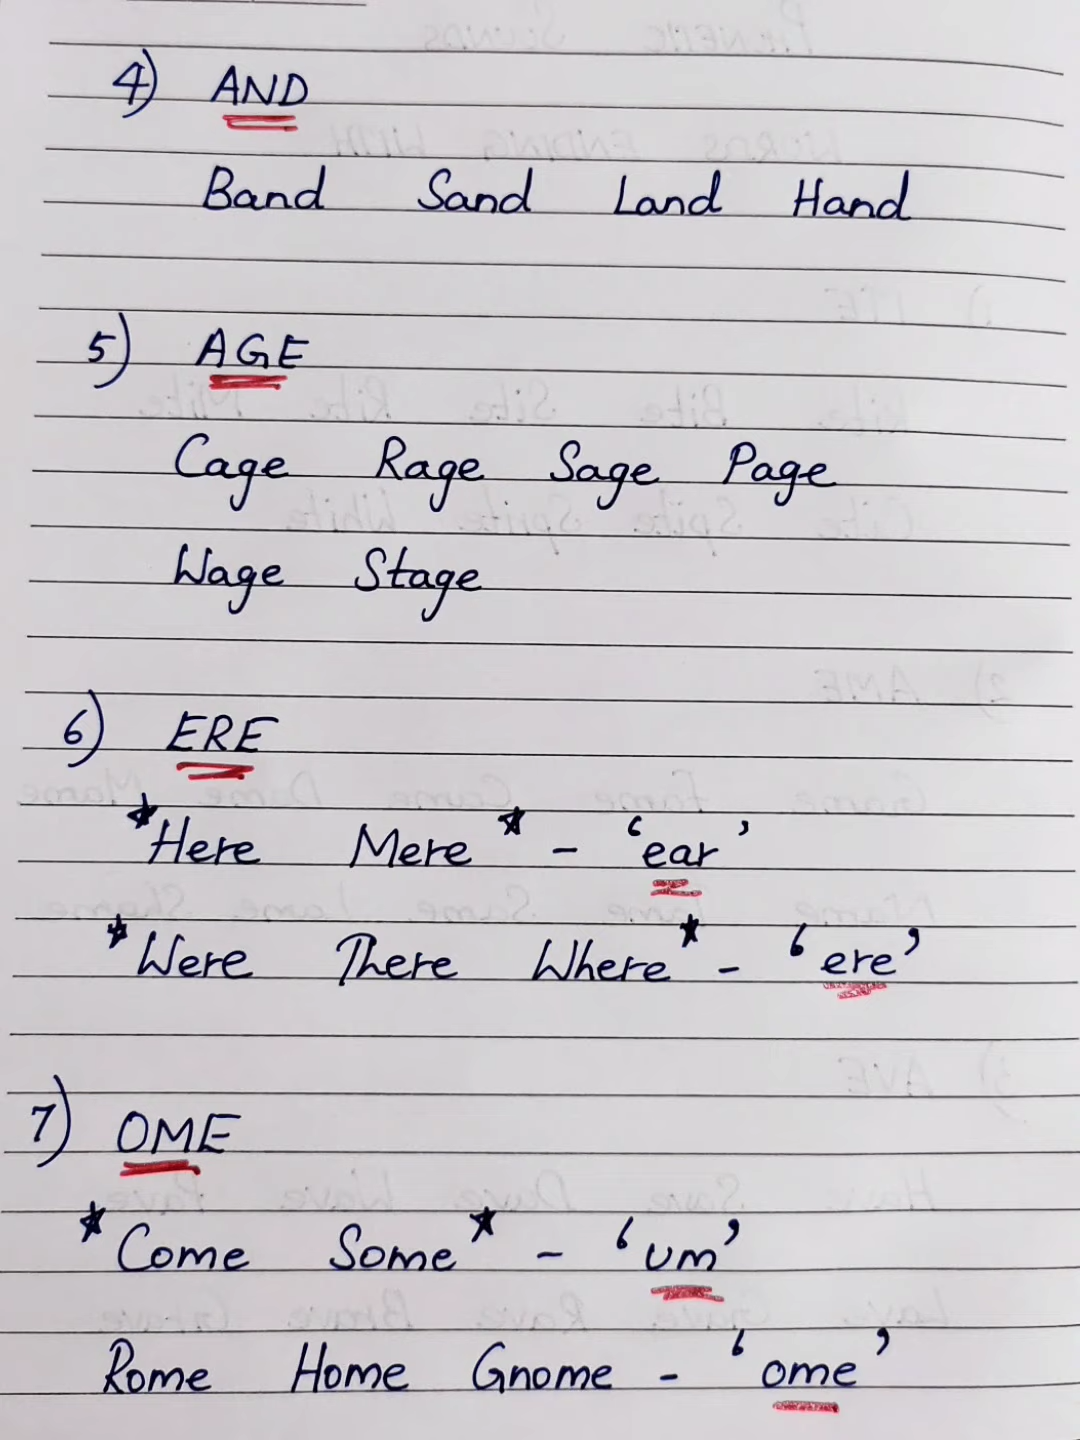 4) AND
Band Sand Land Hand
5) AGE
Cage Rage Sage Page
Wage Stage
6) ERE
*Here Mere* - 'ear'
*Were There Where* - 'ere'
7) OME
*Come Some* - 'um'
Rome Home Gnome - 'ome'